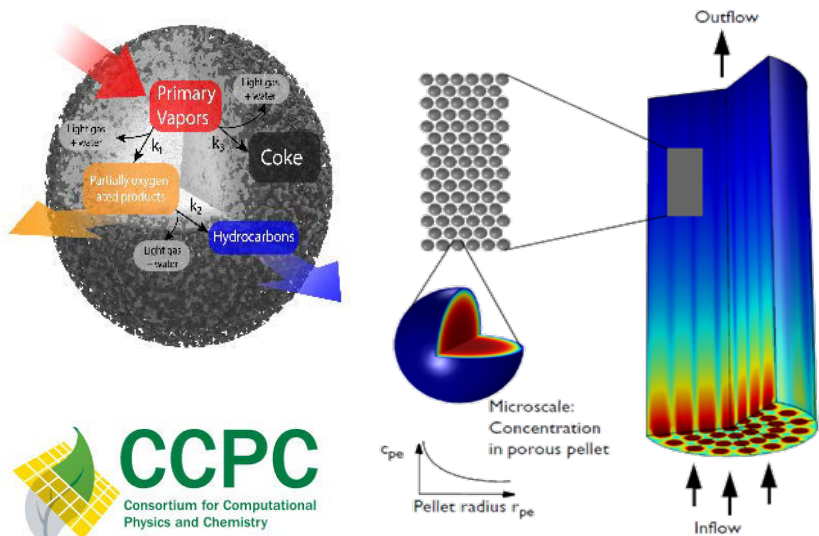 Primary
Vapors
Light gas
+ water
Light gas
+ water
k1
k3
Coke
Partially oxygen
ated products
k2
Hydrocarbons
Light gas
+ water
CCPC
Consortium for Computational
Physics and Chemistry
Outflow
Microscale:
Concentration
in porous pellet
cpe
Pellet radius rpe
Inflow